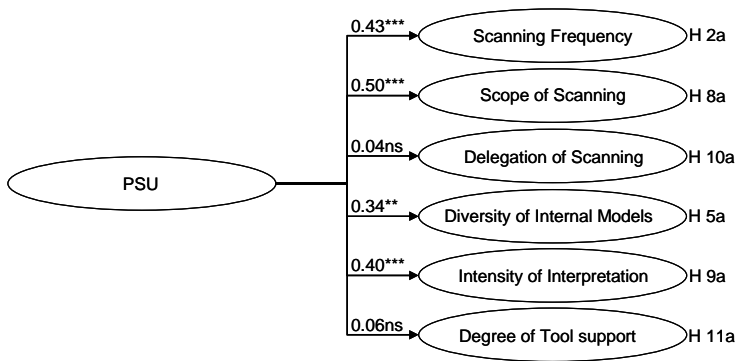 0.43*** Scanning Frequency H 2a
0.50*** Scope of Scanning H 8a
0.04ns Delegation of Scanning H 10a
PSU
0.34** Diversity of Internal Models H 5a
0.40*** Intensity of Interpretation H 9a
0.06ns Degree of Tool support H 11a